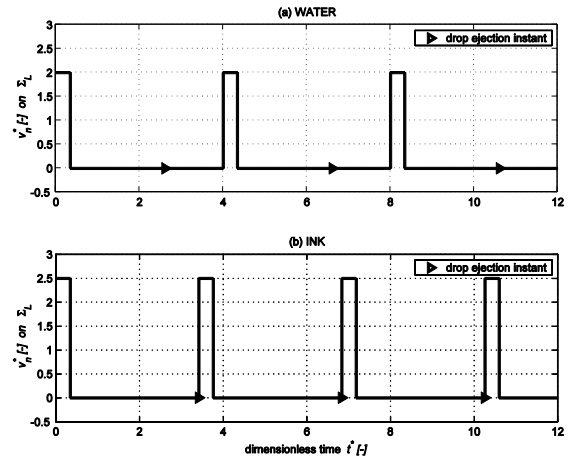 (a) WATER
3
2.5
2
1.5
1
0.5
0
-0.5
v*n [-] on ΣL
drop ejection instant
0 2 4 6 8 10 12
(b) INK
3
2.5
2
1.5
1
0.5
0
-0.5
v*n [-] on ΣL
drop ejection instant
0 2 4 6 8 10 12
dimensionless time t* [-]